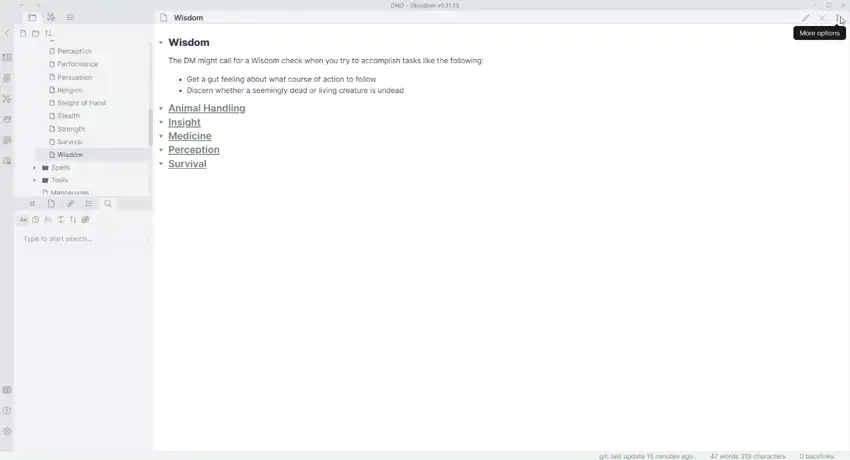 DND - Obsidian v0.11.13
Wisdom
More options
Perception
Performance
Persuasion
Religion
Sleight of Hand
Stealth
Strength
Survival
Wisdom
Spells
Tools
Manoeuvres
Type to start search...
Wisdom
The DM might call for a Wisdom check when you try to accomplish tasks like the following:
• Get a gut feeling about what course of action to follow
• Discern whether a seemingly dead or living creature is undead
Animal Handling
Insight
Medicine
Perception
Survival
git: last update 15 minutes ago..
47 words 319 characters
0 backlinks